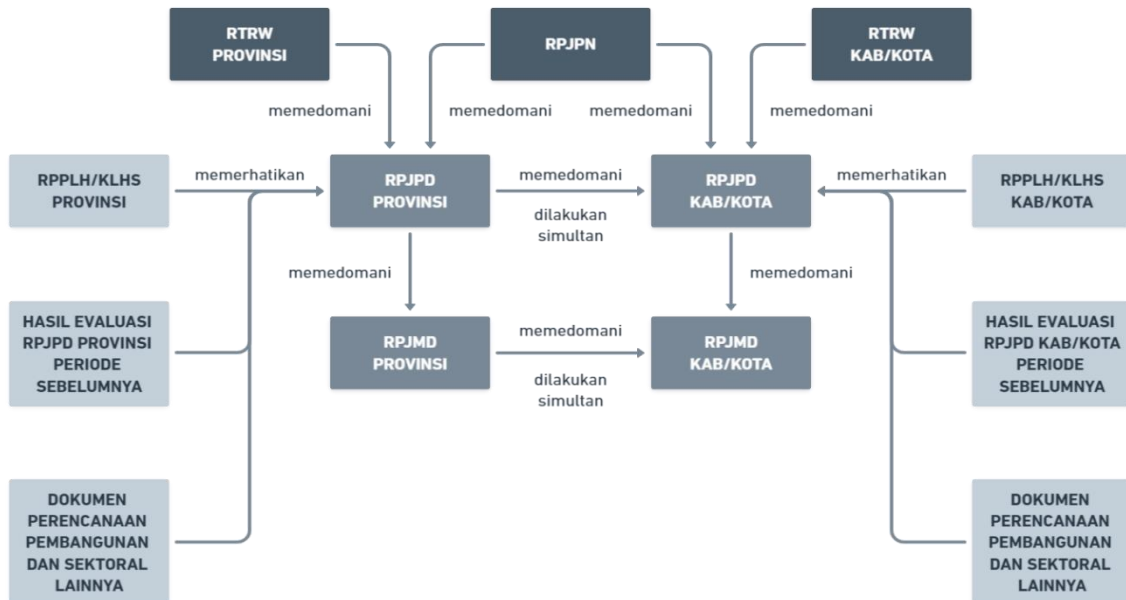 RTRW
PROVINSI
RPJPN
RTRW
KAB/KOTA
memedomani
memedomani
memedomani
memedomani
RPPLH/KLHS
PROVINSI
memerhatikan
RPJPD
PROVINSI
memedomani
dilakukan
simultan
RPJPD
KAB/KOTA
memerhatikan
RPPLH/KLHS
KAB/KOTA
memedomani
memedomani
HASIL EVALUASI
RPJPD PROVINSI
PERIODE
SEBELUMNYA
RPJMD
PROVINSI
memedomani
dilakukan
simultan
RPJMD
KAB/KOTA
HASIL EVALUASI
RPJPD KAB/KOTA
PERIODE
SEBELUMNYA
DOKUMEN
PERENCANAAN
PEMBANGUNAN
DAN SEKTORAL
LAINNYA
DOKUMEN
PERENCANAAN
PEMBANGUNAN
DAN SEKTORAL
LAINNYA